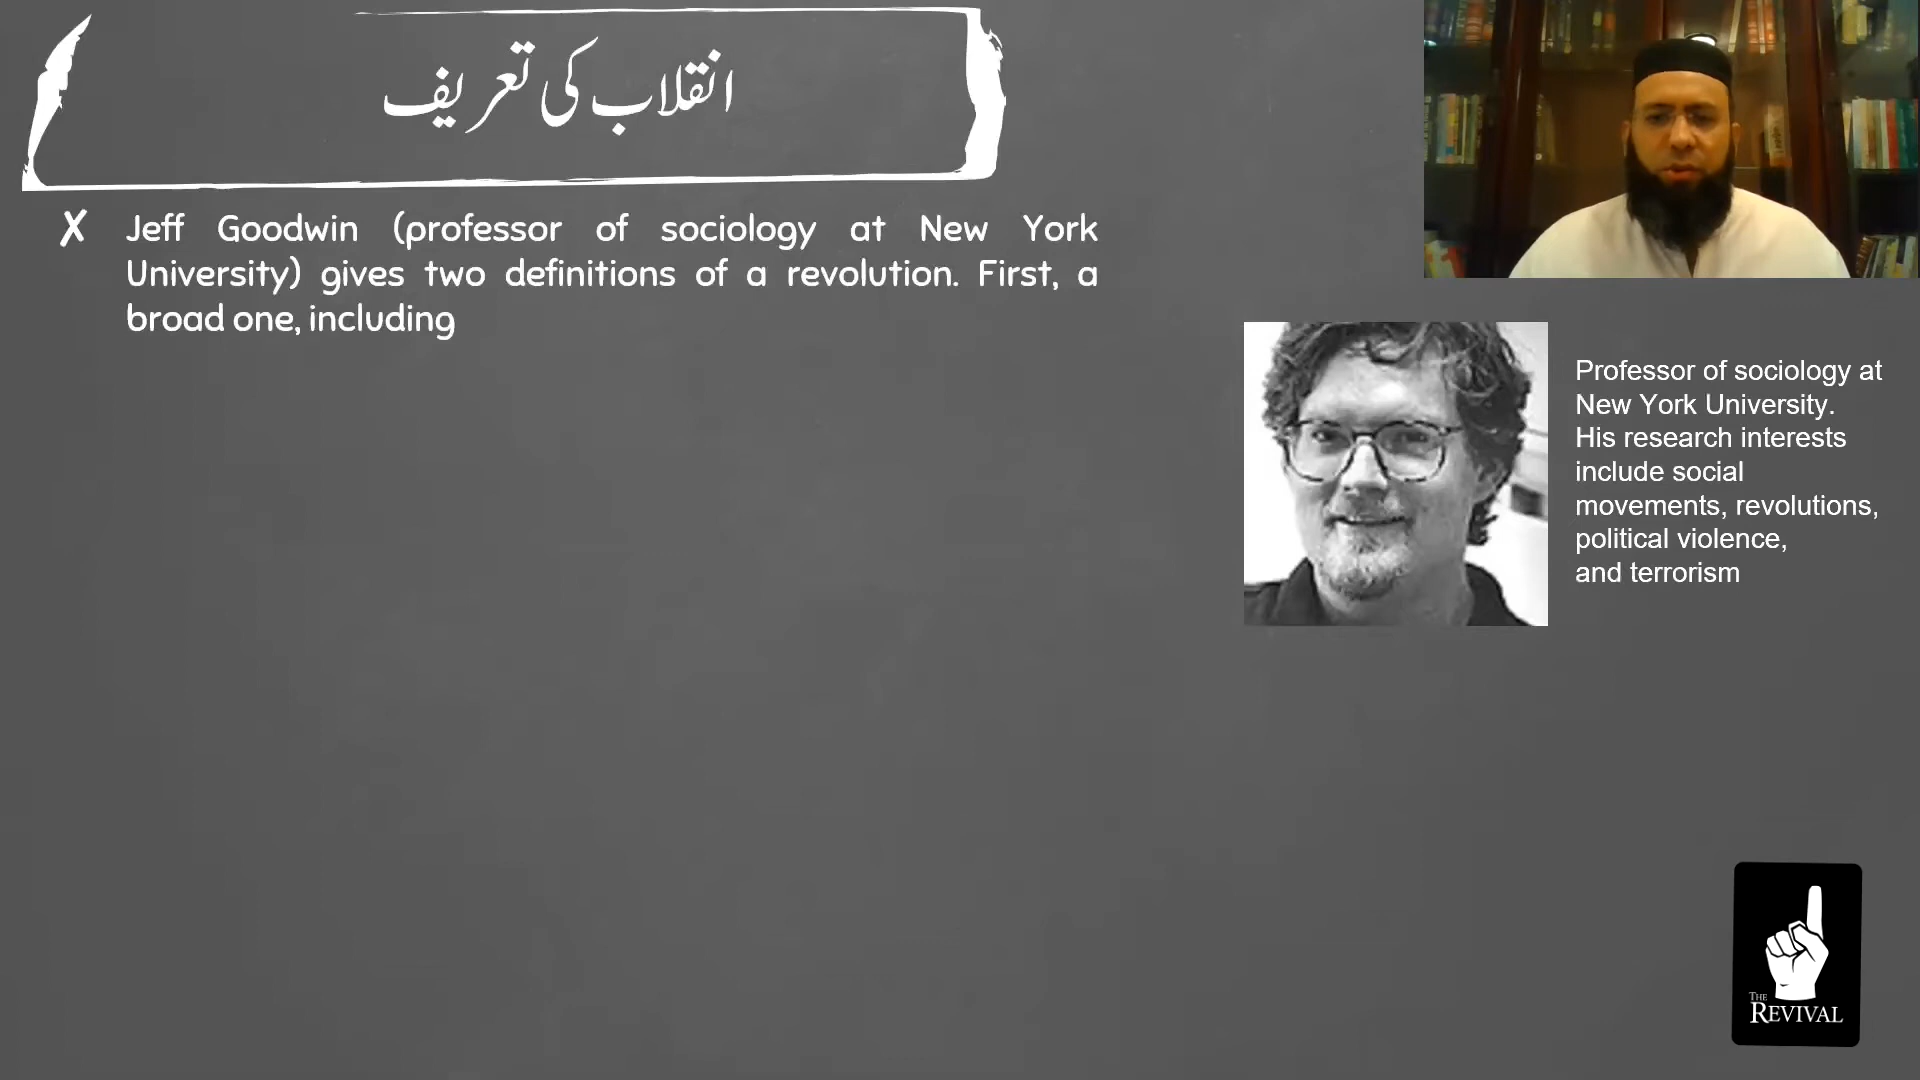 انقلاب کی تعریف
✗ Jeff Goodwin (professor of sociology at New York
University) gives two definitions of a revolution. First, a
broad one, including
Professor of sociology at
New York University.
His research interests
include social
movements, revolutions,
political violence,
and terrorism
THE
REVIVAL